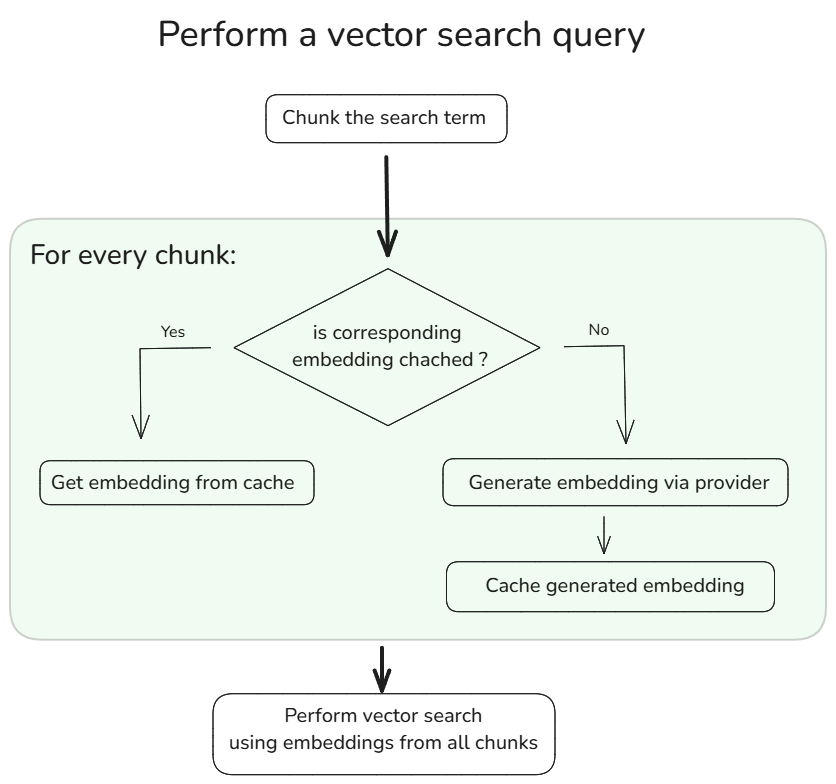 Perform a vector search query
Chunk the search term
For every chunk:
is corresponding
embedding chached ?
Yes
No
Get embedding from cache
Generate embedding via provider
Cache generated embedding
Perform vector search
using embeddings from all chunks